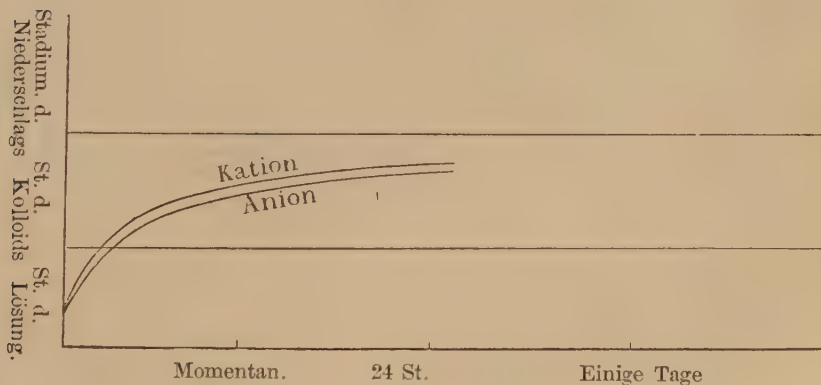 Stadium. d.
Niederschlags
St. d.
Kolloids
St. d.
Lösung.
Kation
Anion
Momentan.
24 St.
Einige Tage